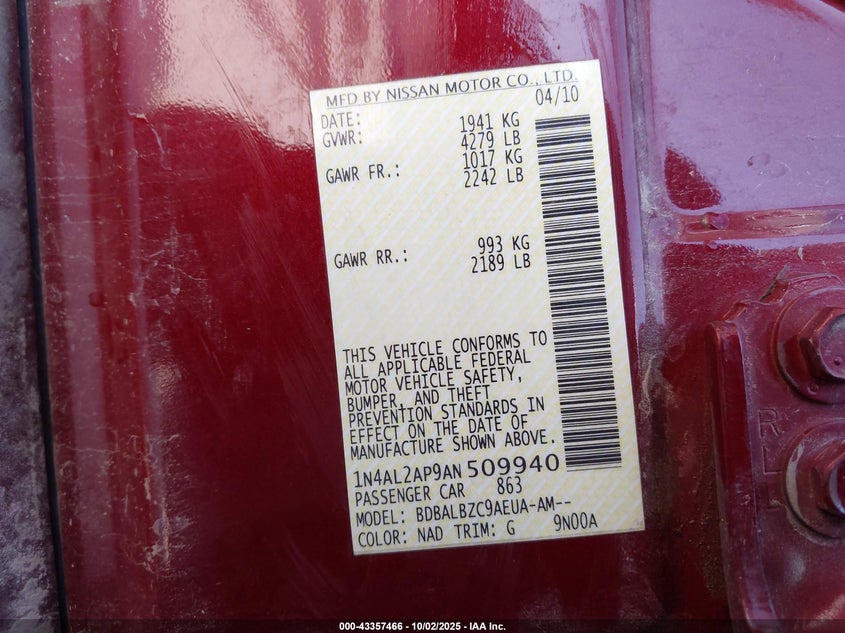 MFD BY NISSAN MOTOR CO., LTD.
DATE: 04/10
GVWR: 1941 KG
4279 LB
GAWR FR.: 1017 KG
2242 LB
GAWR RR.: 993 KG
2189 LB
THIS VEHICLE CONFORMS TO
ALL APPLICABLE FEDERAL
MOTOR VEHICLE SAFETY,
BUMPER, AND THEFT
PREVENTION STANDARDS IN
EFFECT ON THE DATE OF
MANUFACTURE SHOWN ABOVE.
1N4AL2AP9AN509940
PASSENGER CAR 863
MODEL: BDBALBZC9AEUA-AM--
COLOR: NAD TRIM: G 9N00A
R
L
000-43357466 - 10/02/2025 - IAA Inc.